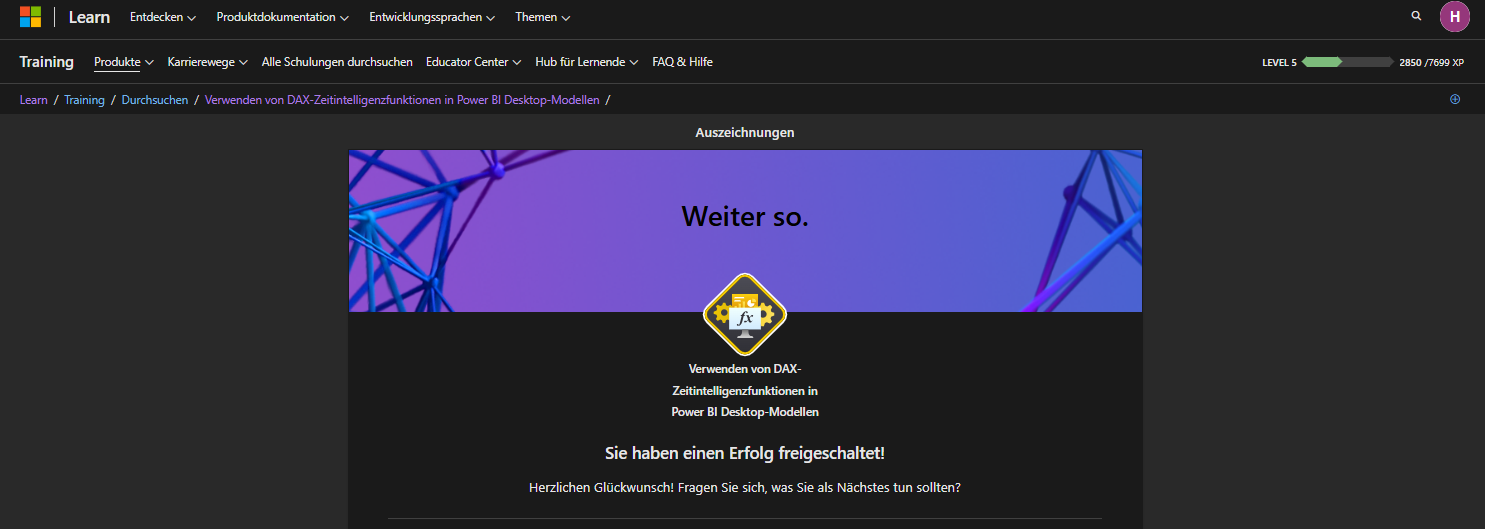 Learn Entdecken Produktdokumentation Entwicklungssprachen Themen H
Training Produkte Karrierewege Alle Schulungen durchsuchen Educator Center Hub für Lernende FAQ & Hilfe LEVEL 5 2850 /7699 XP
Learn / Training / Durchsuchen / Verwenden von DAX-Zeitintelligenzfunktionen in Power BI Desktop-Modellen /
Auszeichnungen
Weiter so.
fx
Verwenden von DAX-
Zeitintelligenzfunktionen in
Power BI Desktop-Modellen
Sie haben einen Erfolg freigeschaltet!
Herzlichen Glückwunsch! Fragen Sie sich, was Sie als Nächstes tun sollten?